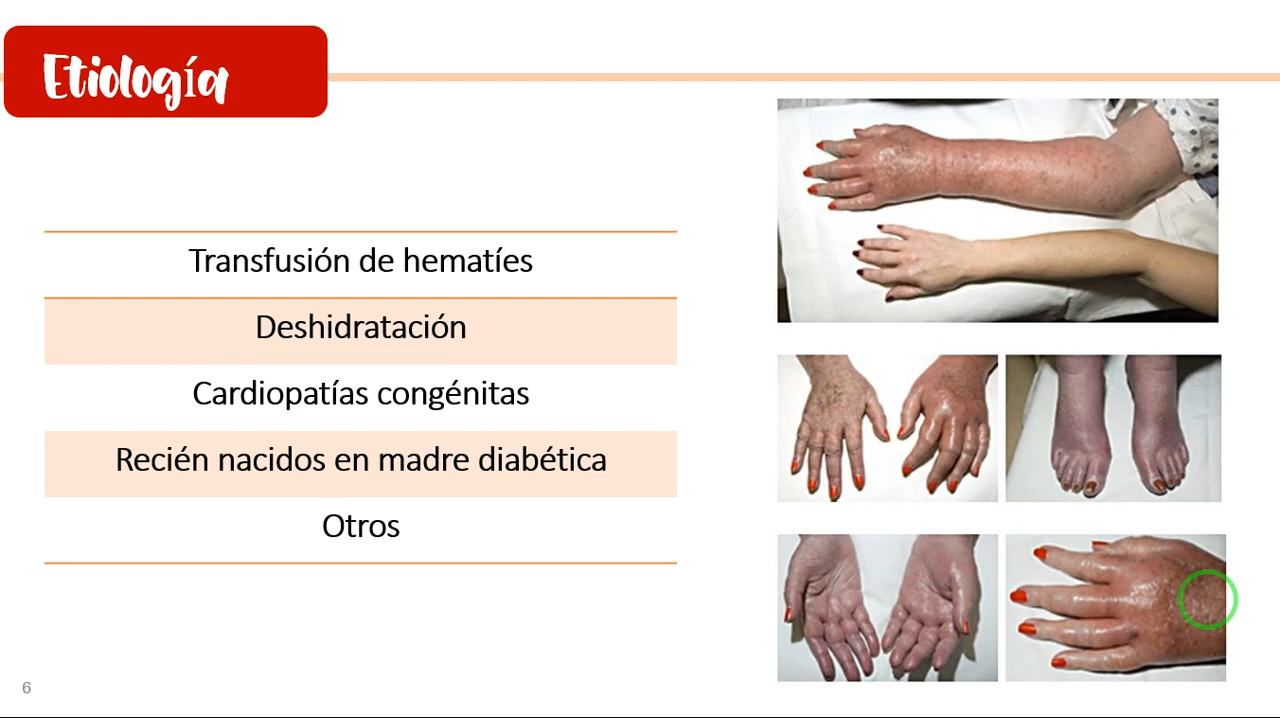 Etiología
Transfusión de hematíes
Deshidratación
Cardiopatías congénitas
Recién nacidos en madre diabética
Otros
6